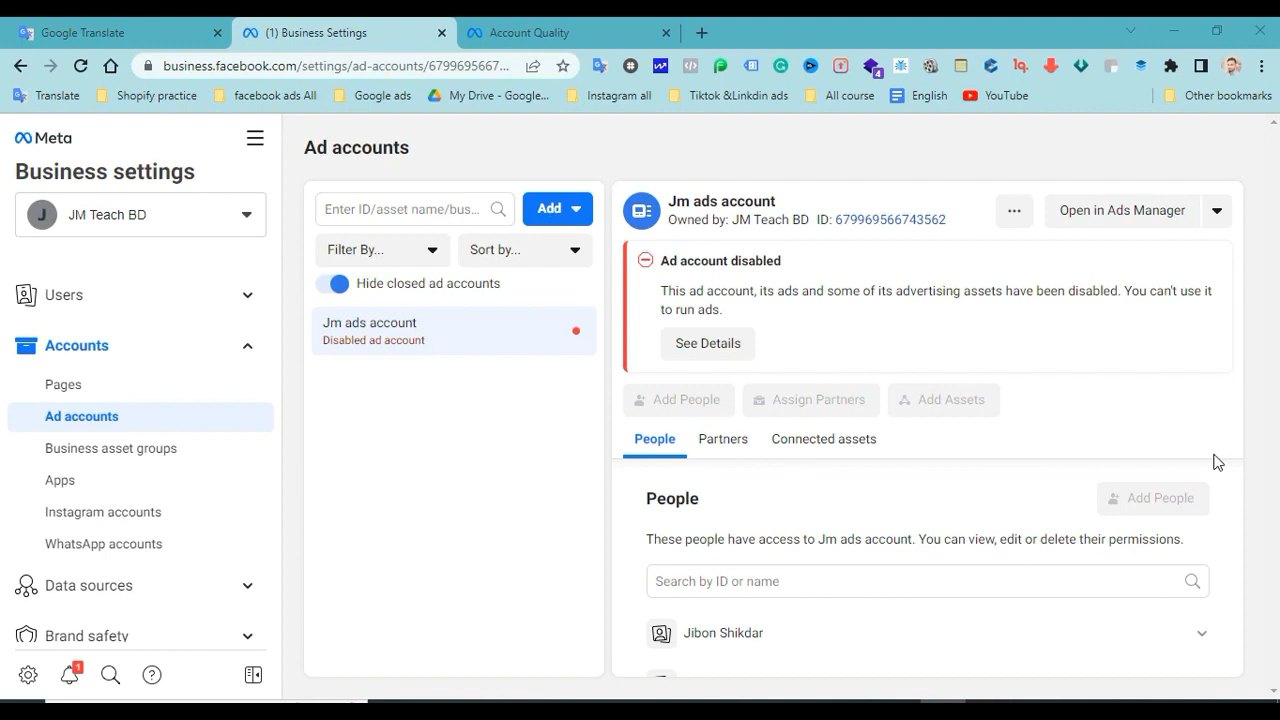 Google Translate
(1) Business Settings
Account Quality
business.facebook.com/settings/ad-accounts/6799695667...
4
Translate
Shopify practice
facebook ads All
Google ads
My Drive - Google...
Instagram all
Tiktok &Linkdin ads
All course
English
YouTube
Other bookmarks
Meta
Business settings
J JM Teach BD
Users
Accounts
Pages
Ad accounts
Business asset groups
Apps
Instagram accounts
WhatsApp accounts
Data sources
Brand safety
1
Ad accounts
Enter ID/asset name/bus...
Add
Filter By...
Sort by...
Hide closed ad accounts
Jm ads account
Disabled ad account
Jm ads account
Owned by: JM Teach BD ID: 679969566743562
Open in Ads Manager
Ad account disabled
This ad account, its ads and some of its advertising assets have been disabled. You can't use it
to run ads.
See Details
Add People
Assign Partners
Add Assets
People
Partners
Connected assets
People
Add People
These people have access to Jm ads account. You can view, edit or delete their permissions.
Search by ID or name
Jibon Shikdar